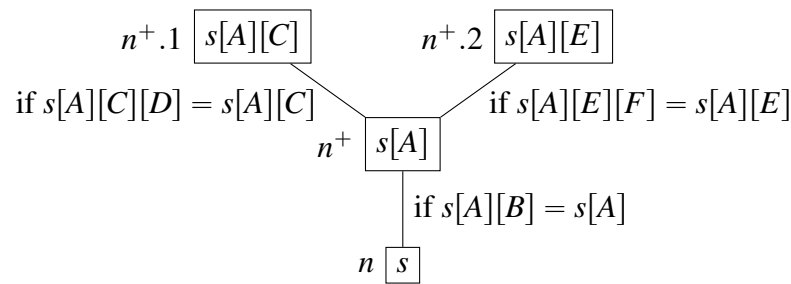 n⁺.1 s[A][C] n⁺.2 s[A][E]
if s[A][C][D] = s[A][C] if s[A][E][F] = s[A][E]
n⁺ s[A]
if s[A][B] = s[A]
n s